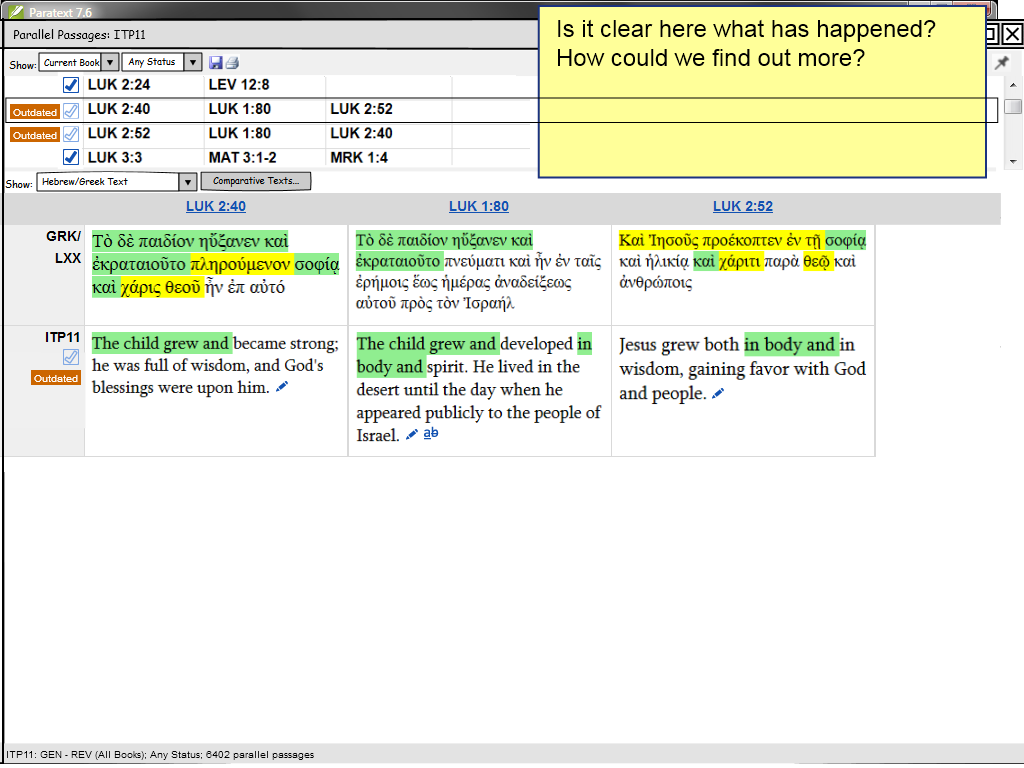 Paratext 7.6
Parallel Passages: ITP11
Is it clear here what has happened?
How could we find out more?
Show: Current Book Any Status
LUK 2:24 LEV 12:8
Outdated LUK 2:40 LUK 1:80 LUK 2:52
Outdated LUK 2:52 LUK 1:80 LUK 2:40
LUK 3:3 MAT 3:1-2 MRK 1:4
Show: Hebrew/Greek Text Comparative Texts...
LUK 2:40 LUK 1:80 LUK 2:52
GRK/
LXX
Τὸ δὲ παιδίον ηὔξανεν καὶ
ἐκραταιοῦτο πληρούμενον σοφίᾳ
καὶ χάρις θεοῦ ἦν ἐπ αὐτό
Τὸ δὲ παιδίον ηὔξανεν καὶ
ἐκραταιοῦτο πνεύματι καὶ ἦν ἐν ταῖς
ἐρήμοις ἕως ἡμέρας ἀναδείξεως
αὐτοῦ πρὸς τὸν Ἰσραήλ
Καὶ Ἰησοῦς προέκοπτεν ἐν τῇ σοφίᾳ
καὶ ἡλικίᾳ καὶ χάριτι παρὰ θεῷ καὶ
ἀνθρώποις
ITP11
Outdated
The child grew and became strong;
he was full of wisdom, and God's
blessings were upon him.
The child grew and developed in
body and spirit. He lived in the
desert until the day when he
appeared publicly to the people of
Israel. ab
Jesus grew both in body and in
wisdom, gaining favor with God
and people.
ITP11: GEN - REV (All Books); Any Status; 6402 parallel passages